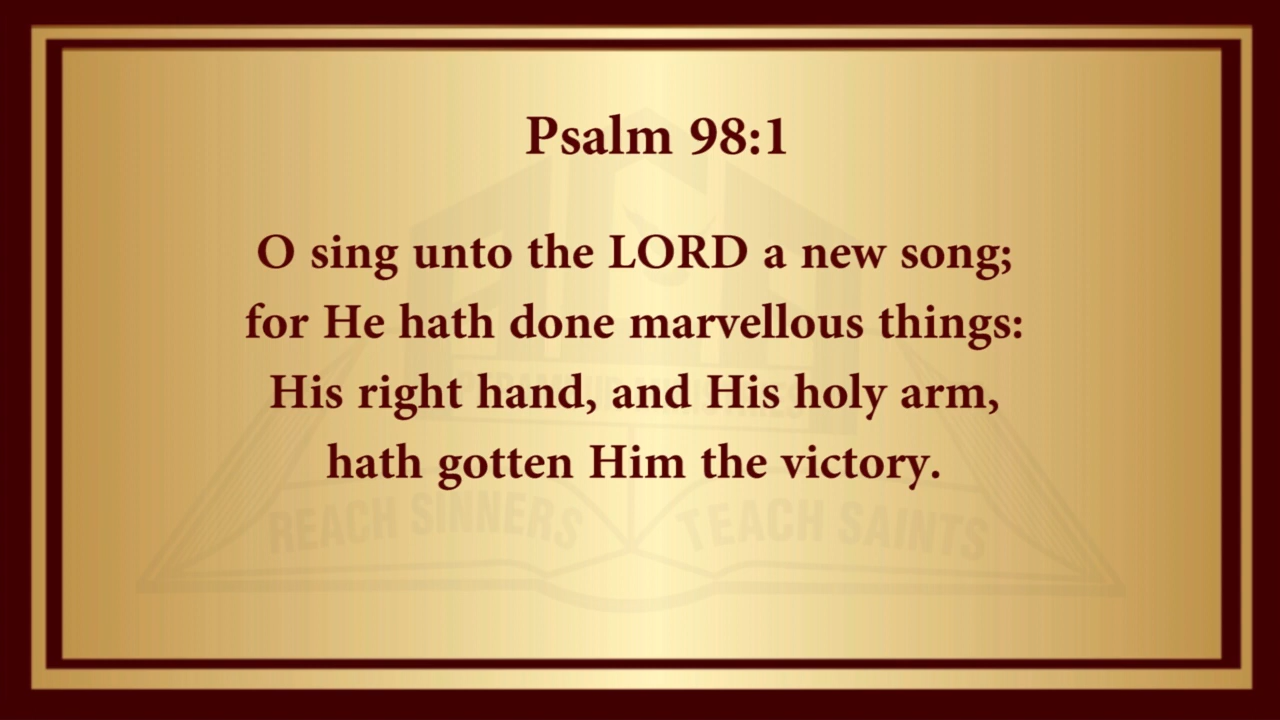 Psalm 98:1
O sing unto the LORD a new song;
for He hath done marvellous things:
His right hand, and His holy arm,
hath gotten Him the victory.
REACH SINNERS TEACH SAINTS